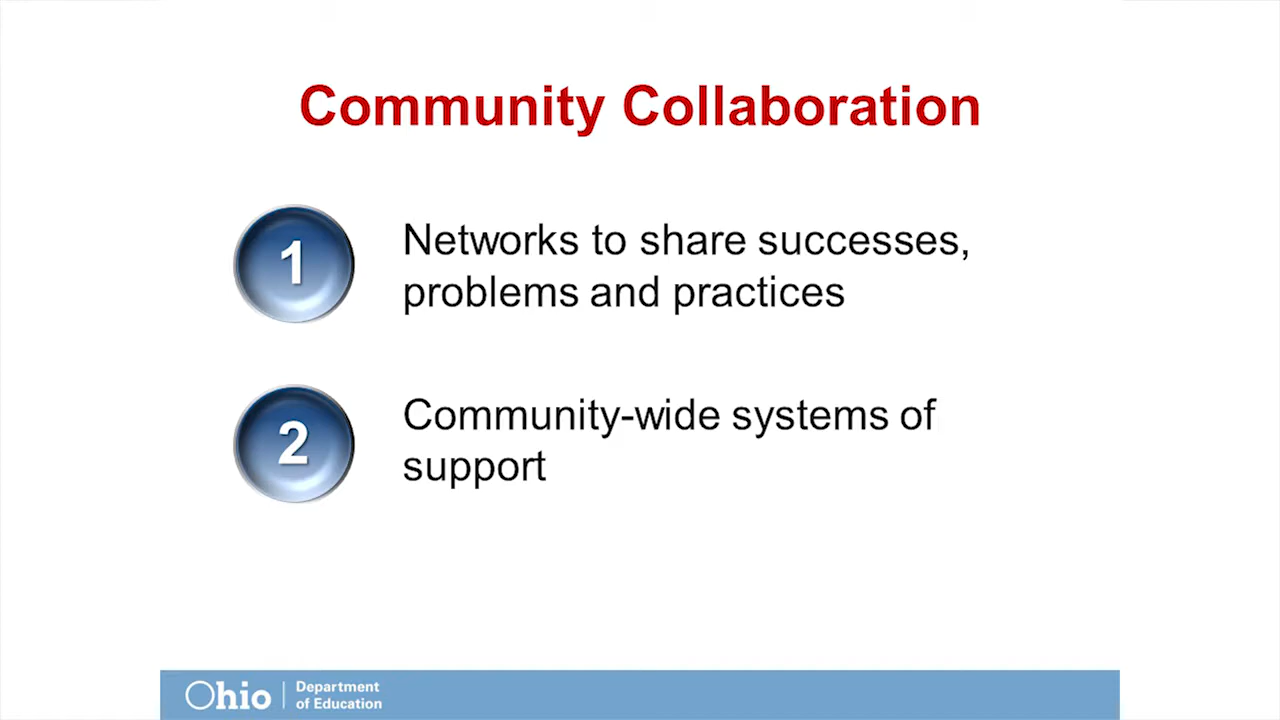 Community Collaboration
1
Networks to share successes,
problems and practices
2
Community-wide systems of
support
Ohio
Department
of Education